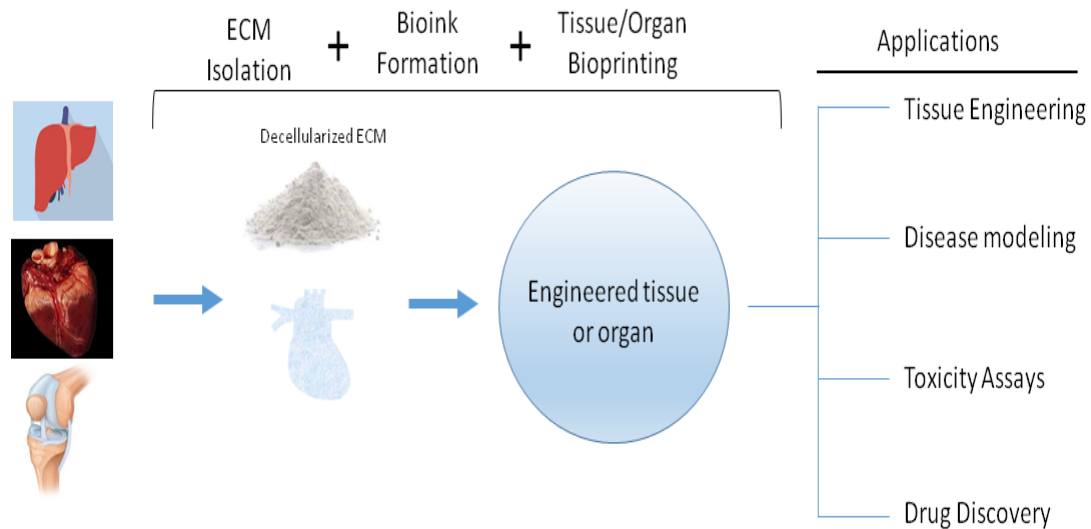 ECM
Isolation
+
Bioink
Formation
+
Tissue/Organ
Bioprinting
Applications
Decellularized ECM
Engineered tissue
or organ
Tissue Engineering
Disease modeling
Toxicity Assays
Drug Discovery